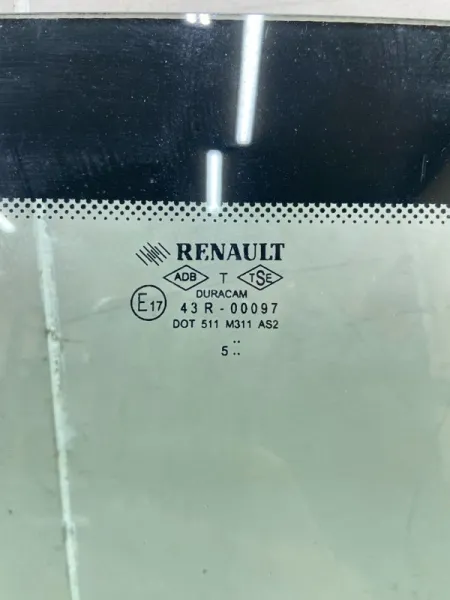 RENAULT
ADB T TSE
DURACAM
E17 43R-00097
DOT 511 M311 AS2
5